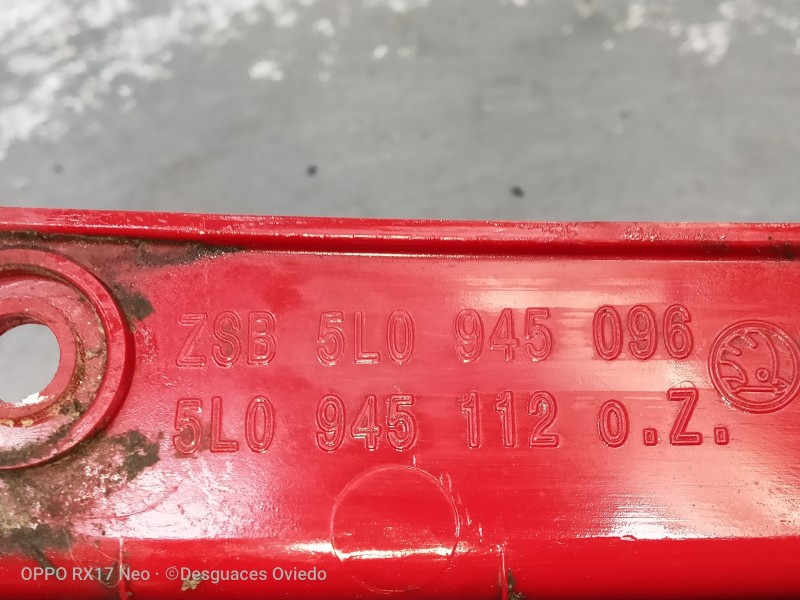 ZSB 5L0 945 096
5L0 945 112 o.Z.
OPPO RX17 Neo · ©Desguaces Oviedo